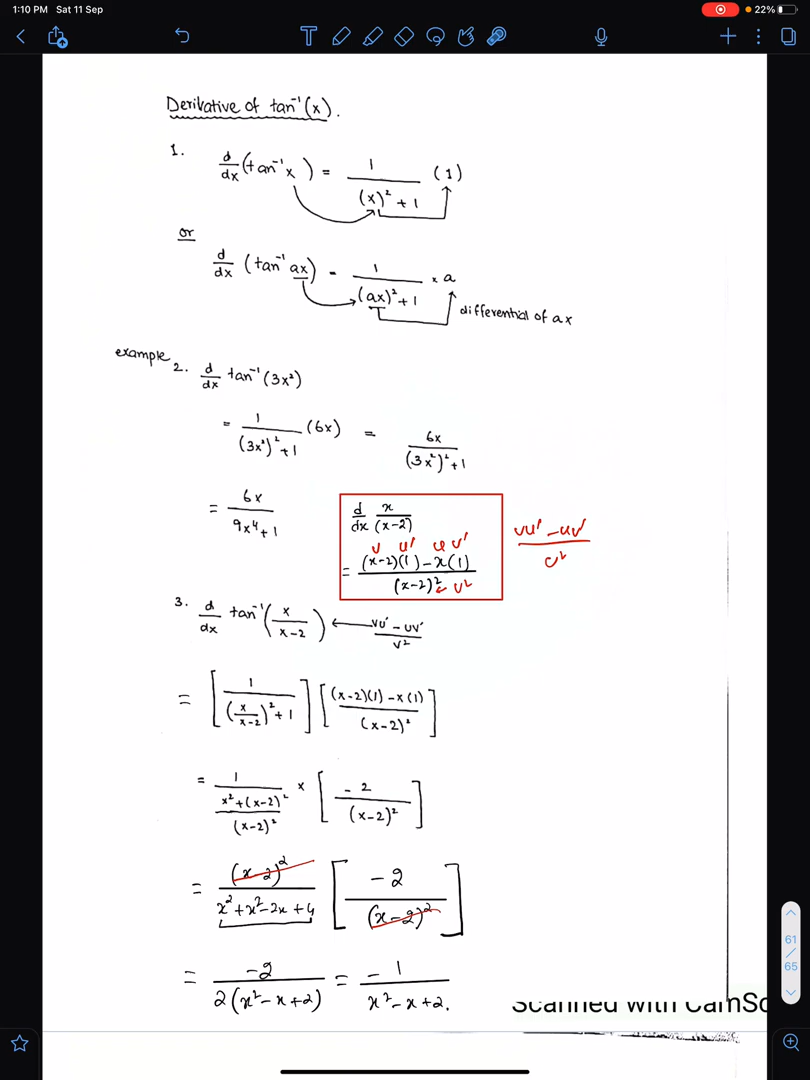 1:10 PM Sat 11 Sep
22%
Derivative of tan⁻¹(x).
1. d/dx (tan⁻¹ x) = 1/((x)² + 1) (1)
or
d/dx (tan⁻¹ ax) = 1/((ax)² + 1) × a
differential of ax
example 2. d/dx tan⁻¹(3x²)
= 1/((3x²)² + 1) (6x) = 6x/((3x²)² + 1)
= 6x/(9x⁴ + 1)
d/dx x/(x-2)
v u' u v'
= ((x-2)(1) - x(1))/(x-2)² ← v²
(vu' - uv')/v²
3. d/dx tan⁻¹(x/(x-2)) ← (vu' - uv')/v²
= [1/((x/(x-2))² + 1)] [((x-2)(1) - x(1))/(x-2)²]
= 1/((x² + (x-2)²)/(x-2)²) × [-2/(x-2)²]
= (x-2)²/(x² + x² - 2x + 4) [-2/(x-2)²]
= -2/(2(x² - x + 2)) = -1/(x² - x + 2).
Scanned with CamSc
61
/
65